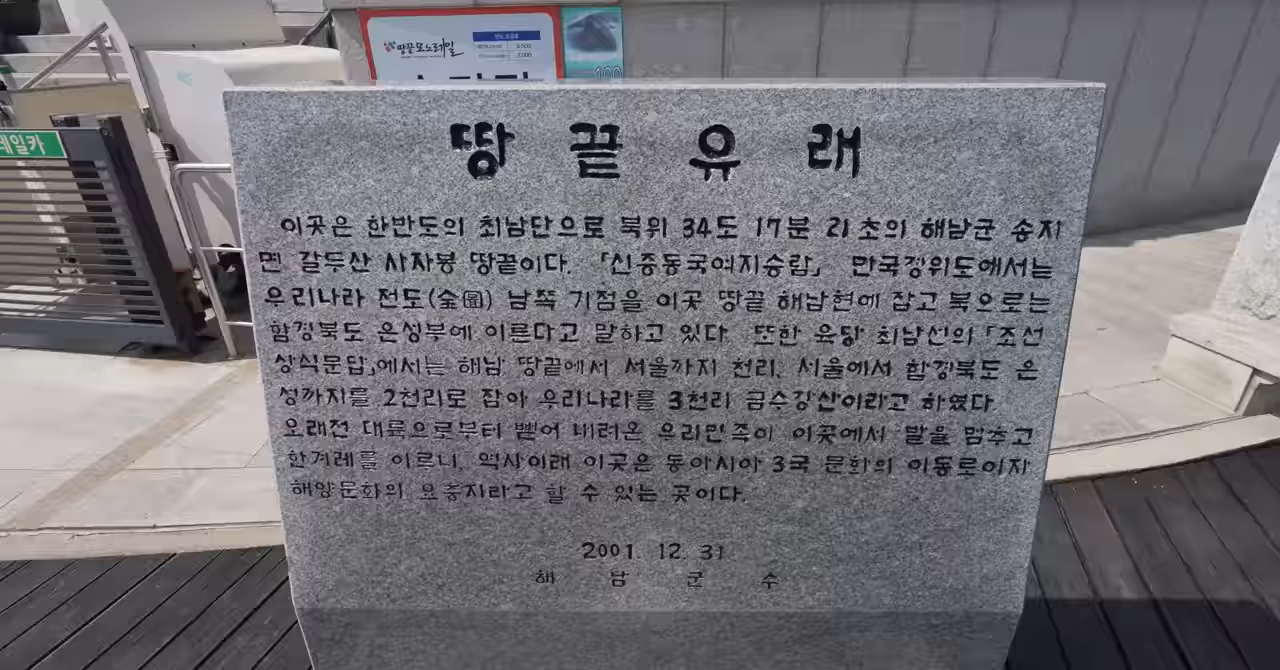 땅끝모노레일
레일카
땅 끝 유 래
이곳은 한반도의 최남단으로 북위 34도 17분 21초의 해남군 송지
면 갈두산 사자봉 땅끝이다. 「신증동국여지승람」 만국경위도에서는
우리나라 전도(全圖) 남쪽 기점을 이곳 땅끝 해남현에 잡고 북으로는
함경북도 온성부에 이른다고 말하고 있다. 또한 육당 최남선의 「조선
상식문답」에서는 해남 땅끝에서 서울까지 천리, 서울에서 함경북도 온
성까지를 2천리로 잡아 우리나라를 3천리 금수강산이라고 하였다.
오래전 대륙으로부터 뻗어 내려온 우리민족이 이곳에서 발을 멈추고
한겨레를 이루니, 역사이래 이곳은 동아시아 3국 문화의 이동로이자
해양문화의 요충지라고 할 수 있는 곳이다.
2001. 12. 31
해 남 군 수